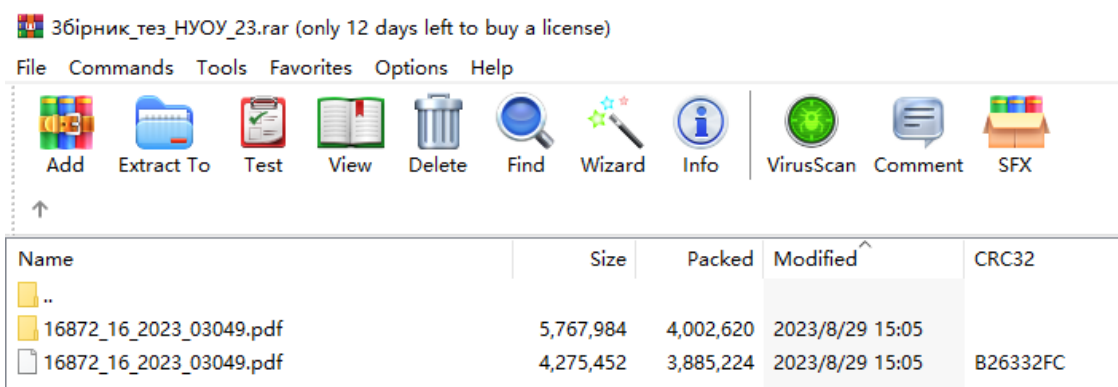 Збірник_тез_НУОУ_23.rar (only 12 days left to buy a license)
File Commands Tools Favorites Options Help
Add Extract To Test View Delete Find Wizard Info VirusScan Comment SFX
Name Size Packed Modified CRC32
..
16872_16_2023_03049.pdf 5,767,984 4,002,620 2023/8/29 15:05
16872_16_2023_03049.pdf 4,275,452 3,885,224 2023/8/29 15:05 B26332FC